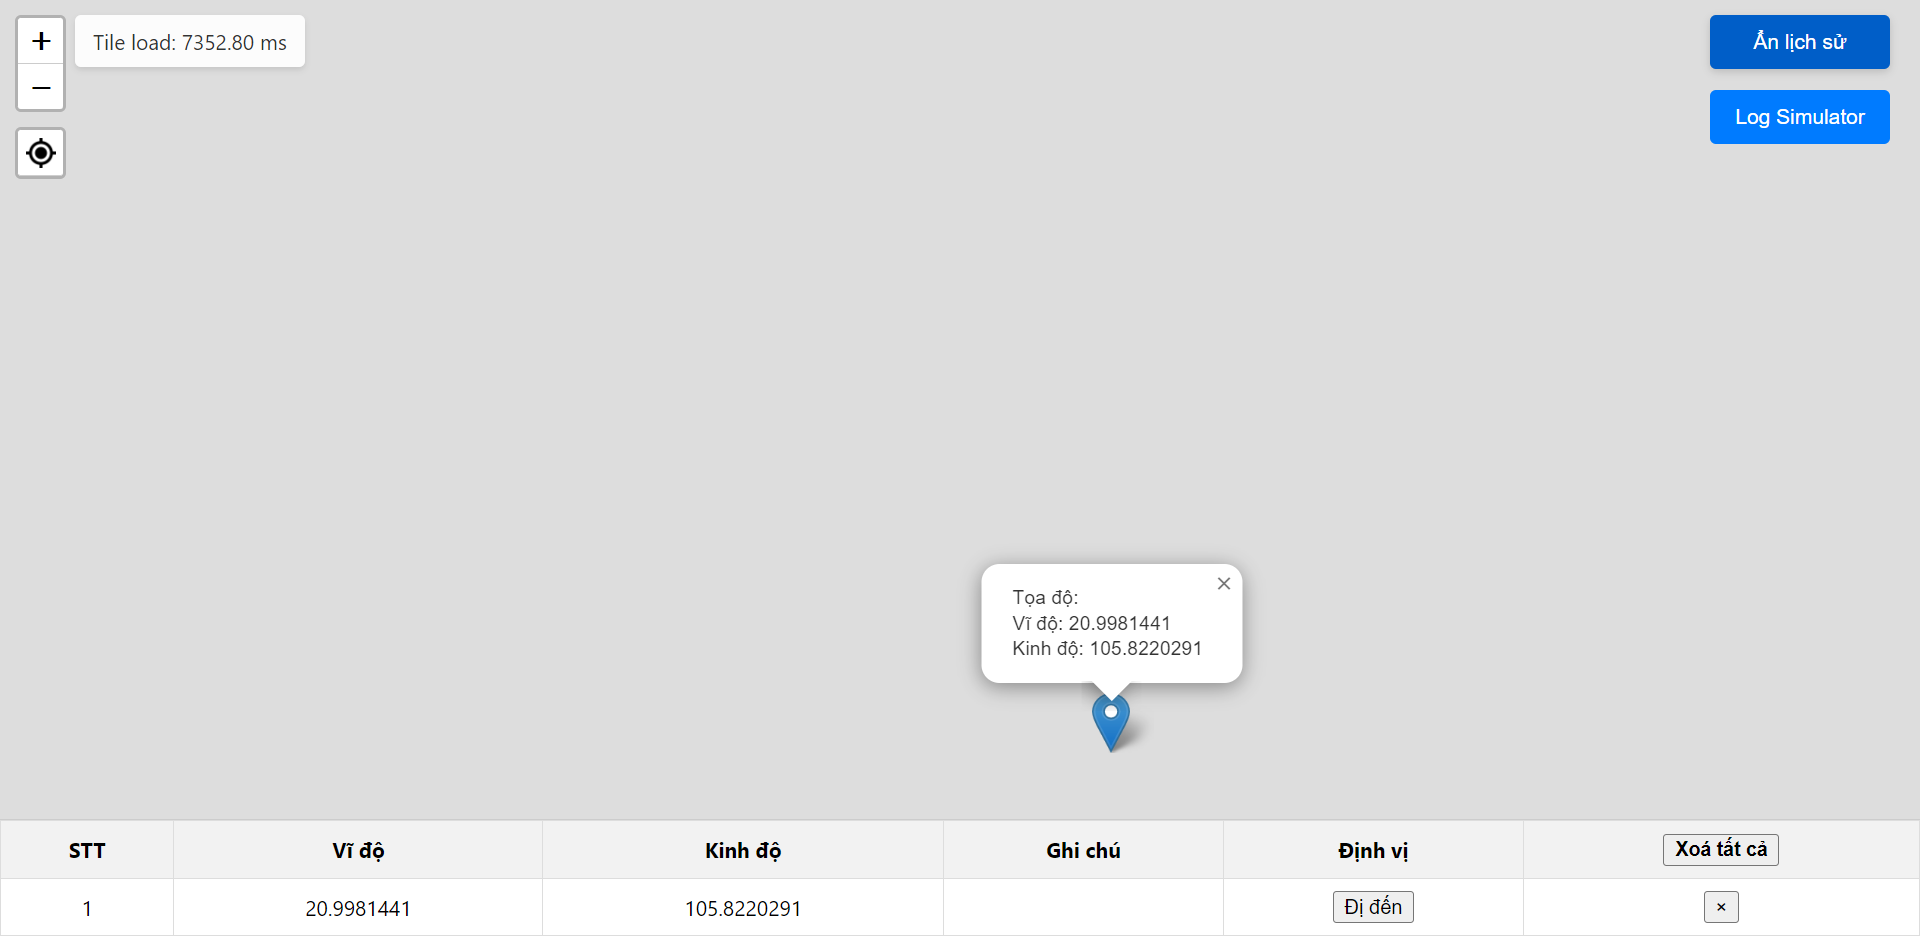 +
Tile load: 7352.80 ms
−
Ẩn lịch sử
Log Simulator
×
Tọa độ:
Vĩ độ: 20.9981441
Kinh độ: 105.8220291
STT Vĩ độ Kinh độ Ghi chú Định vị Xoá tất cả
1 20.9981441 105.8220291 Đị đến ×